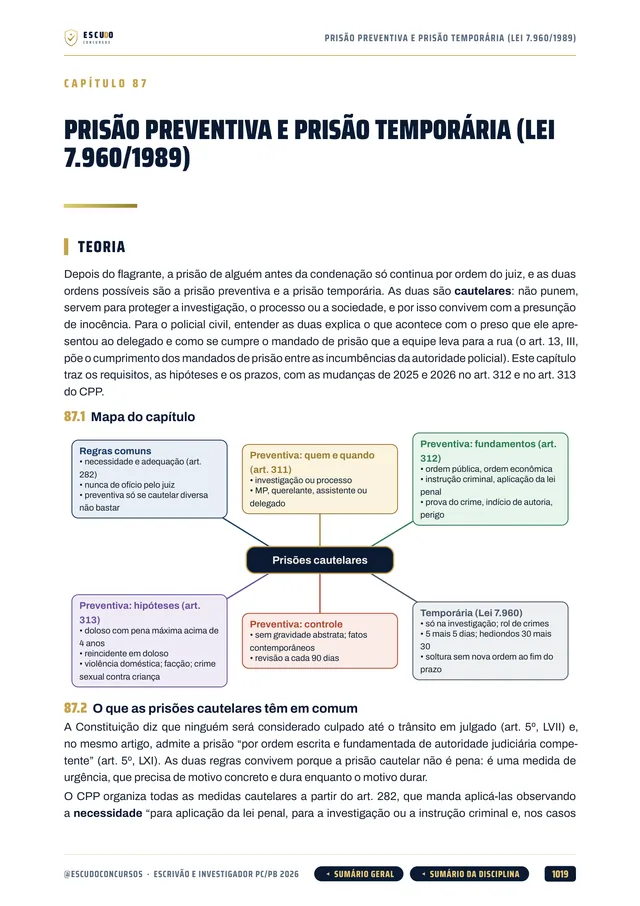 ESCUDO
CONCURSOS
PRISÃO PREVENTIVA E PRISÃO TEMPORÁRIA (LEI 7.960/1989)
CAPÍTULO 87
PRISÃO PREVENTIVA E PRISÃO TEMPORÁRIA (LEI
7.960/1989)
TEORIA
Depois do flagrante, a prisão de alguém antes da condenação só continua por ordem do juiz, e as duas
ordens possíveis são a prisão preventiva e a prisão temporária. As duas são cautelares: não punem,
servem para proteger a investigação, o processo ou a sociedade, e por isso convivem com a presunção
de inocência. Para o policial civil, entender as duas explica o que acontece com o preso que ele apre-
sentou ao delegado e como se cumpre o mandado de prisão que a equipe leva para a rua (o art. 13, III,
põe o cumprimento dos mandados de prisão entre as incumbências da autoridade policial). Este capítulo
traz os requisitos, as hipóteses e os prazos, com as mudanças de 2025 e 2026 no art. 312 e no art. 313
do CPP.
87.1 Mapa do capítulo
Regras comuns
• necessidade e adequação (art.
282)
• nunca de ofício pelo juiz
• preventiva só se cautelar diversa
não bastar
Preventiva: quem e quando
(art. 311)
• investigação ou processo
• MP, querelante, assistente ou
delegado
Preventiva: fundamentos (art.
312)
• ordem pública, ordem econômica
• instrução criminal, aplicação da lei
penal
• prova do crime, indício de autoria,
perigo
Prisões cautelares
Preventiva: hipóteses (art.
313)
• doloso com pena máxima acima de
4 anos
• reincidente em doloso
• violência doméstica; facção; crime
sexual contra criança
Preventiva: controle
• sem gravidade abstrata; fatos
contemporâneos
• revisão a cada 90 dias
Temporária (Lei 7.960)
• só na investigação; rol de crimes
• 5 mais 5 dias; hediondos 30 mais
30
• soltura sem nova ordem ao fim do
prazo
87.2 O que as prisões cautelares têm em comum
A Constituição diz que ninguém será considerado culpado até o trânsito em julgado (art. 5º, LVII) e,
no mesmo artigo, admite a prisão “por ordem escrita e fundamentada de autoridade judiciária compe-
tente” (art. 5º, LXI). As duas regras convivem porque a prisão cautelar não é pena: é uma medida de
urgência, que precisa de motivo concreto e dura enquanto o motivo durar.
O CPP organiza todas as medidas cautelares a partir do art. 282, que manda aplicá-las observando
a necessidade “para aplicação da lei penal, para a investigação ou a instrução criminal e, nos casos
@ESCUDOCONCURSOS - ESCRIVÃO E INVESTIGADOR PC/PB 2026
SUMÁRIO GERAL
SUMÁRIO DA DISCIPLINA
1019